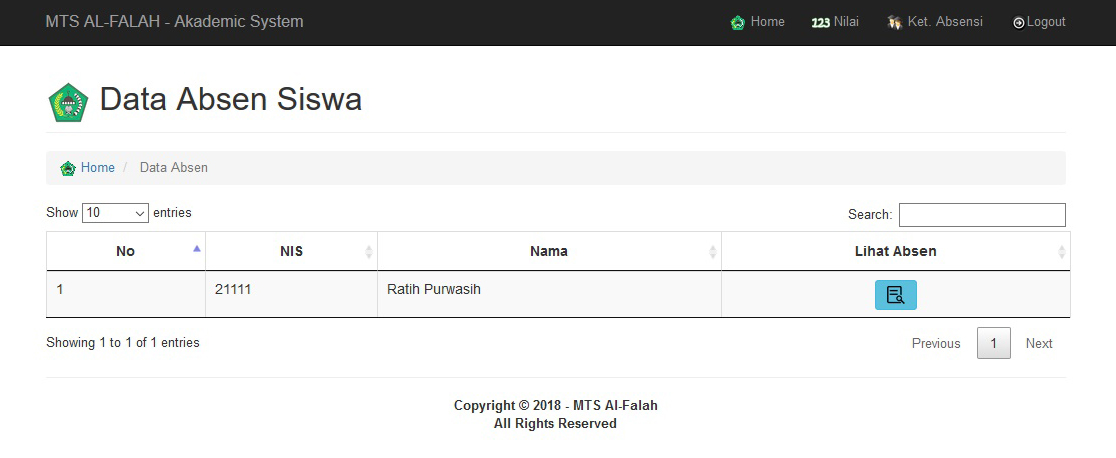 MTS AL-FALAH - Akademic System Home 123 Nilai Ket. Absensi Logout
Data Absen Siswa
Home / Data Absen
Show 10 entries Search:
No NIS Nama Lihat Absen
1 21111 Ratih Purwasih
Showing 1 to 1 of 1 entries Previous 1 Next
Copyright © 2018 - MTS Al-Falah
All Rights Reserved